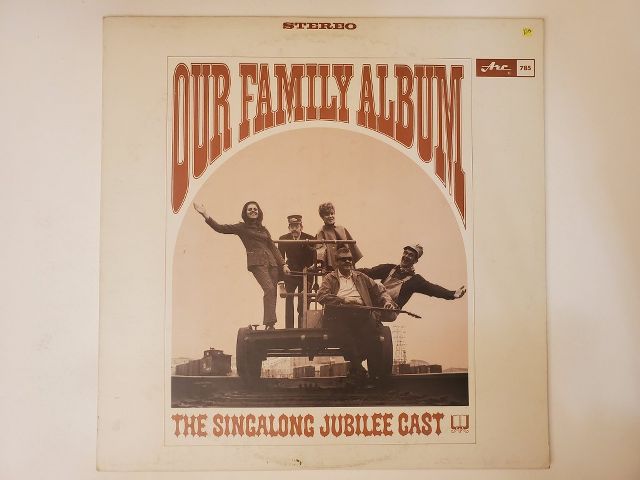 STEREO
Arc 785
OUR FAMILY ALBUM
THE SINGALONG JUBILEE CAST